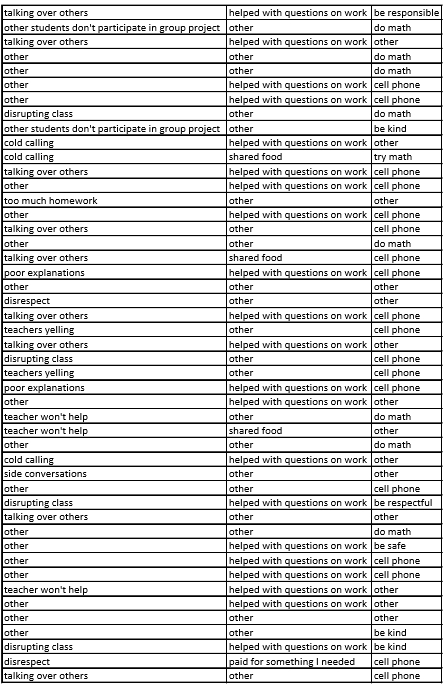 talking over others helped with questions on work be responsible
other students don't participate in group project other do math
talking over others helped with questions on work other
other other do math
other other do math
other helped with questions on work cell phone
other helped with questions on work cell phone
disrupting class other do math
other students don't participate in group project other be kind
cold calling helped with questions on work other
cold calling shared food try math
talking over others helped with questions on work cell phone
other helped with questions on work cell phone
too much homework other other
other helped with questions on work cell phone
talking over others other cell phone
other other do math
talking over others shared food cell phone
poor explanations helped with questions on work cell phone
other other other
disrespect other other
talking over others helped with questions on work cell phone
teachers yelling other cell phone
talking over others helped with questions on work other
disrupting class other cell phone
teachers yelling other cell phone
poor explanations helped with questions on work cell phone
other helped with questions on work other
teacher won't help other do math
teacher won't help shared food other
other other do math
cold calling helped with questions on work other
side conversations other other
other other cell phone
disrupting class helped with questions on work be respectful
talking over others other other
other other do math
other helped with questions on work be safe
other helped with questions on work cell phone
other helped with questions on work cell phone
teacher won't help helped with questions on work other
other helped with questions on work other
other other other
other other be kind
disrupting class helped with questions on work be kind
disrespect paid for something I needed cell phone
talking over others other cell phone